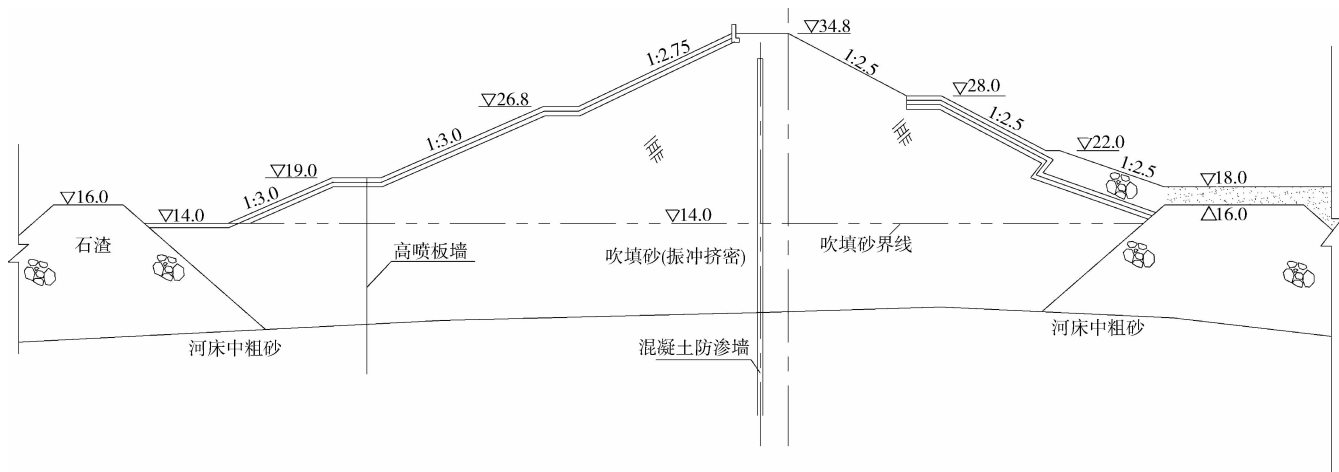 ▽34.8
1:2.75
1:2.5
▽26.8
▽28.0
1:3.0
1:2.5
▽22.0
1:2.5
▽19.0
▽18.0
1:3.0
▽16.0
▽14.0
▽14.0
△16.0
石渣
高喷板墙
吹填砂(振冲挤密)
吹填砂界线
河床中粗砂
混凝土防渗墙
河床中粗砂